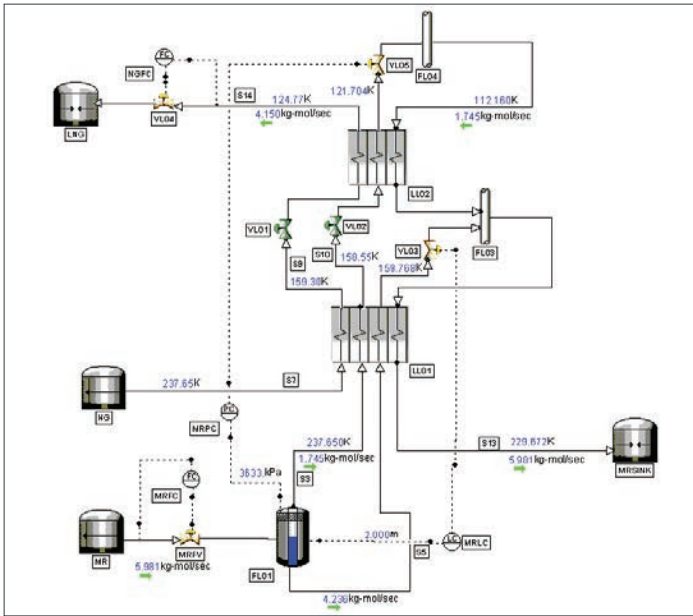 FC
VL05
FL04
NGFC
S14
121.704K
112.160K
124.77K
LNG
VL04
4.150kg-mol/sec
1.745kg-mol/sec
LL02
VL01
VL02
S10
VL03
FL03
S9
158.55K
159.768K
159.38K
LL01
237.65K
S7
NG
PC
MRPC
237.650K
S13
229.672K
1.745kg-mol/sec
5.981kg-mol/sec
MRSINK
3633.kPa
S3
FC
MRFC
2.000m
LC
MRLC
S5
MR
MRFV
5.981kg-mol/sec
FL01
4.236kg-mol/sec